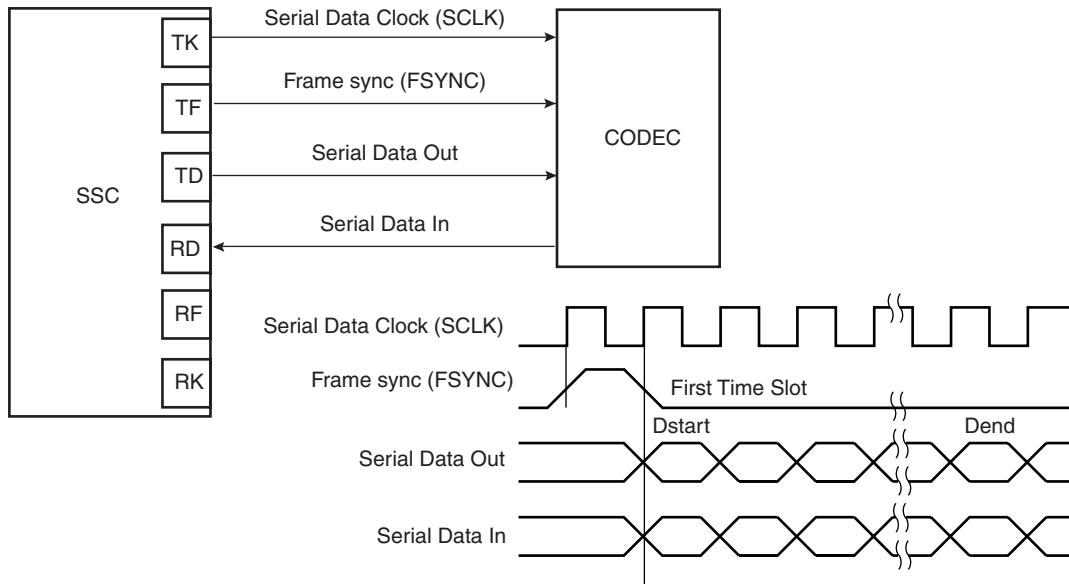 Serial Data Clock (SCLK)
TK
Frame sync (FSYNC)
TF
CODEC
Serial Data Out
TD
SSC
Serial Data In
RD
RF
Serial Data Clock (SCLK)
RK
Frame sync (FSYNC)
First Time Slot
Dstart
Dend
Serial Data Out
Serial Data In